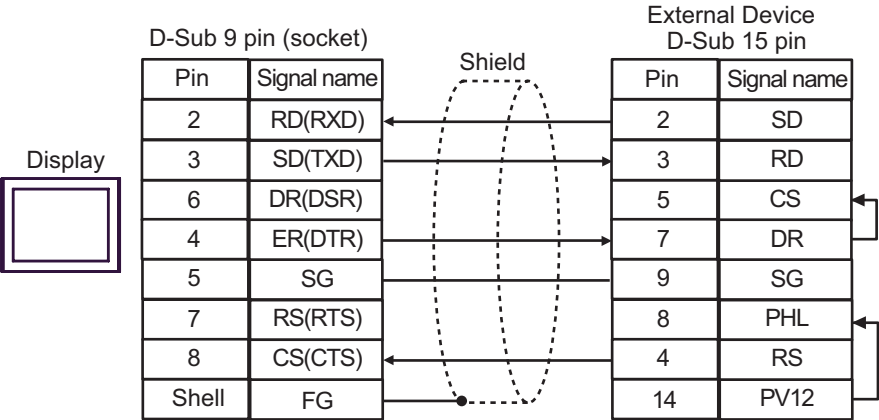 External Device
D-Sub 9 pin (socket) D-Sub 15 pin
Shield
Pin Signal name Pin Signal name
2 RD(RXD) 2 SD
Display 3 SD(TXD) 3 RD
6 DR(DSR) 5 CS
4 ER(DTR) 7 DR
5 SG 9 SG
7 RS(RTS) 8 PHL
8 CS(CTS) 4 RS
Shell FG 14 PV12